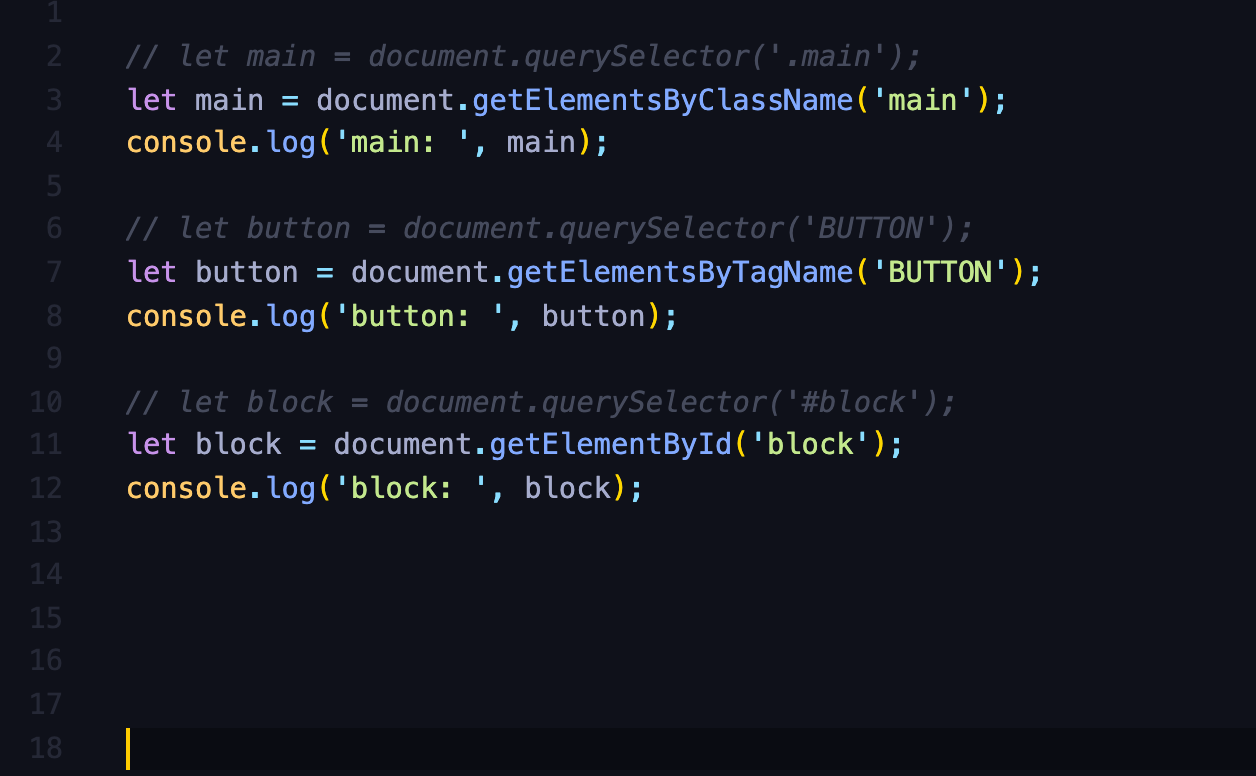 1
2 // let main = document.querySelector('.main');
3 let main = document.getElementsByClassName('main');
4 console.log('main: ', main);
5
6 // let button = document.querySelector('BUTTON');
7 let button = document.getElementsByTagName('BUTTON');
8 console.log('button: ', button);
9
10 // let block = document.querySelector('#block');
11 let block = document.getElementById('block');
12 console.log('block: ', block);
13
14
15
16
17
18